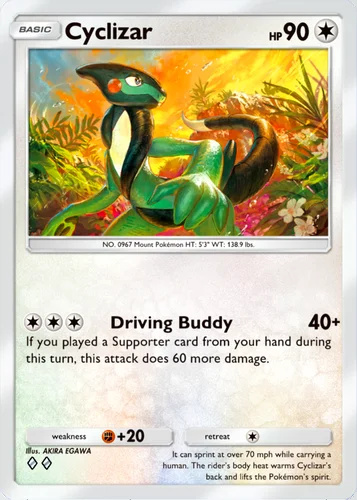 BASIC Cyclizar HP 90
NO. 0967 Mount Pokémon HT: 5'3" WT: 138.9 lbs.
Driving Buddy 40+
If you played a Supporter card from your hand during
this turn, this attack does 60 more damage.
weakness +20 retreat
Illus. AKIRA EGAWA
It can sprint at over 70 mph while carrying a
human. The rider's body heat warms Cyclizar's
back and lifts the Pokémon's spirit.